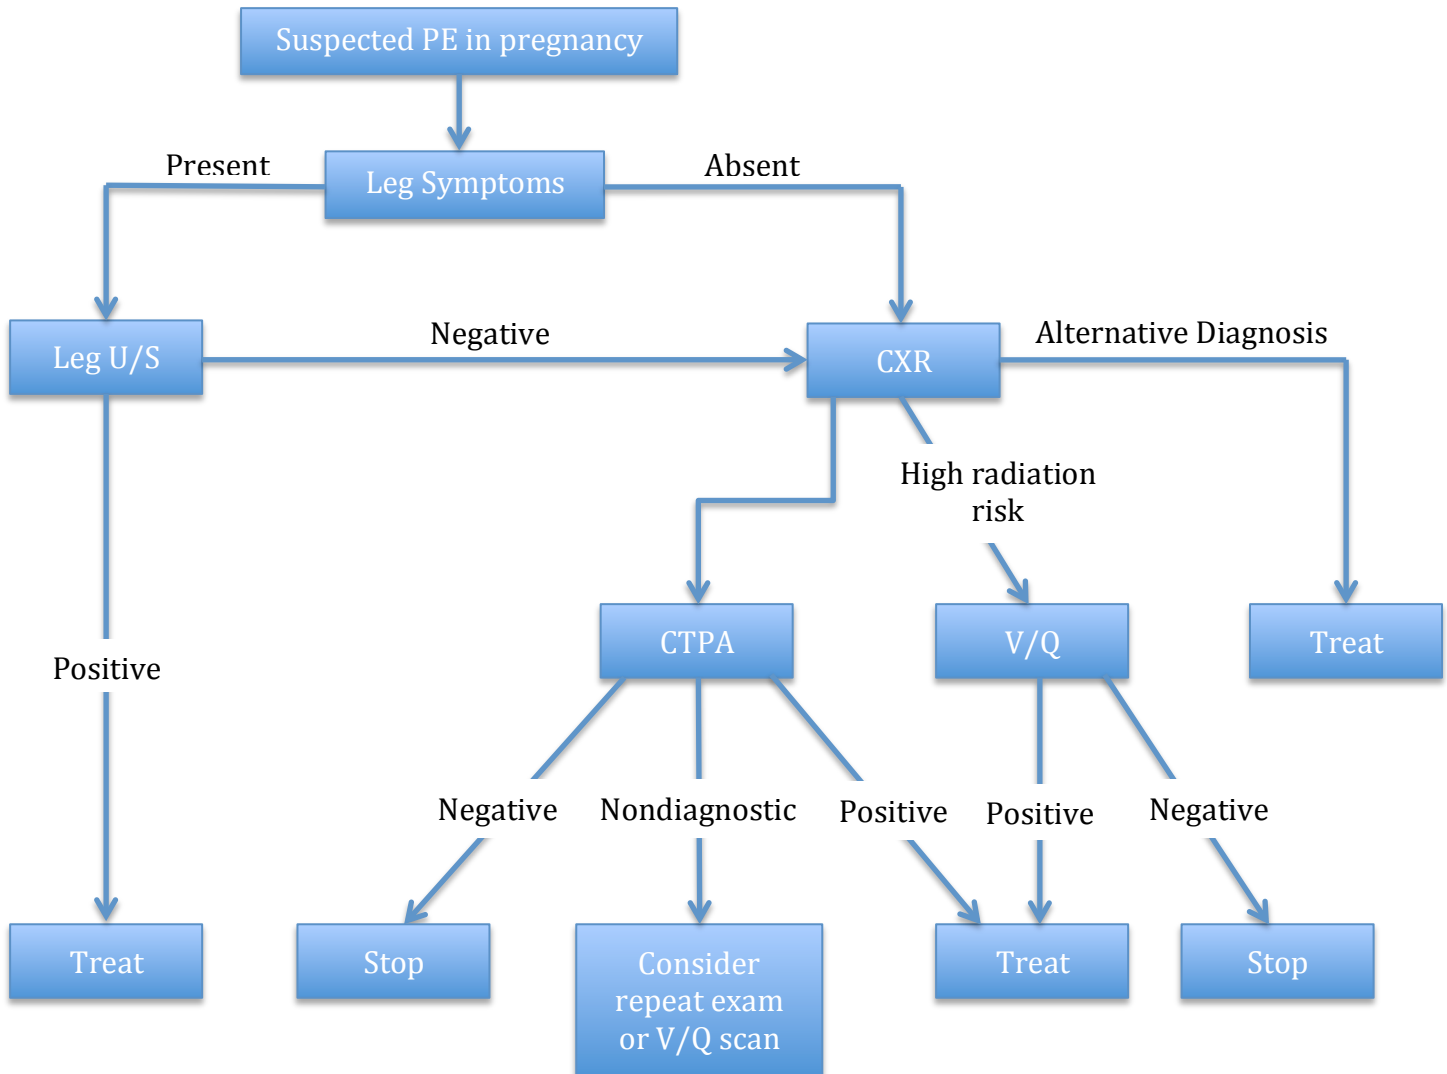 Suspected PE in pregnancy
Present
Absent
Leg Symptoms
Negative
Alternative Diagnosis
Leg U/S
CXR
High radiation
risk
CTPA
V/Q
Treat
Positive
Negative
Nondiagnostic
Positive
Positive
Negative
Treat
Stop
Consider
repeat exam
or V/Q scan
Treat
Stop